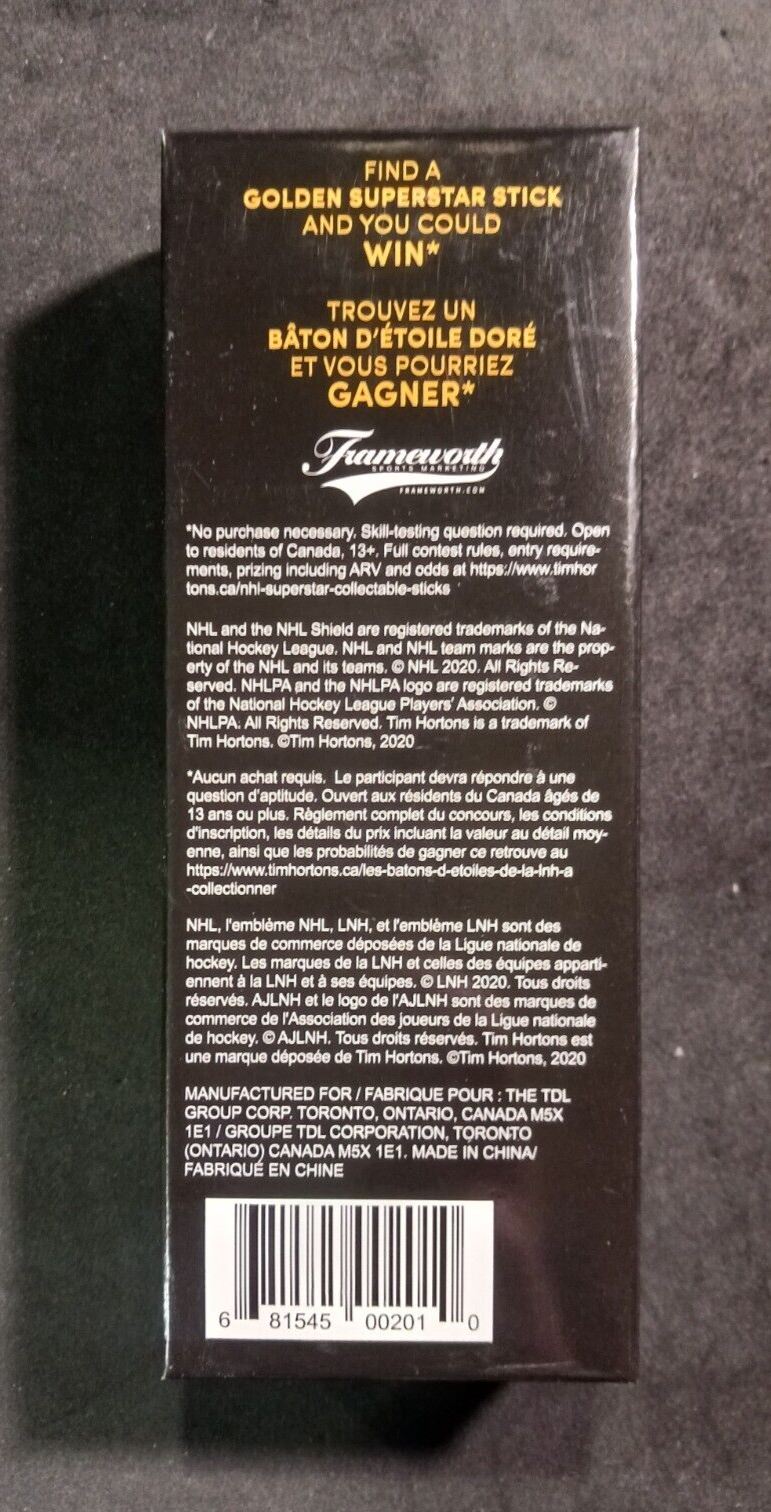 FIND A
GOLDEN SUPERSTAR STICK
AND YOU COULD
WIN*
TROUVEZ UN
BÂTON D'ÉTOILE DORÉ
ET VOUS POURRIEZ
GAGNER*
Frameworth
SPORTS MARKETING
FRAMEWORTH.COM
*No purchase necessary. Skill-testing question required. Open
to residents of Canada, 13+. Full contest rules, entry require-
ments, prizing including ARV and odds at https://www.timhor
tons.ca/nhl-superstar-collectable-sticks
NHL and the NHL Shield are registered trademarks of the Na-
tional Hockey League. NHL and NHL team marks are the prop-
erty of the NHL and its teams. © NHL 2020. All Rights Re-
served. NHLPA and the NHLPA logo are registered trademarks
of the National Hockey League Players' Association. ©
NHLPA. All Rights Reserved. Tim Hortons is a trademark of
Tim Hortons. ©Tim Hortons, 2020
*Aucun achat requis. Le participant devra répondre à une
question d'aptitude. Ouvert aux résidents du Canada âgés de
13 ans ou plus. Règlement complet du concours, les conditions
d'inscription, les détails du prix incluant la valeur au détail moy-
enne, ainsi que les probabilités de gagner ce retrouve au
https://www.timhortons.ca/les-batons-d-etoiles-de-la-lnh-a
-collectionner
NHL, l'emblème NHL, LNH, et l'emblème LNH sont des
marques de commerce déposées de la Ligue nationale de
hockey. Les marques de la LNH et celles des équipes apparti-
ennent à la LNH et à ses équipes. © LNH 2020. Tous droits
réservés. AJLNH et le logo de l'AJLNH sont des marques de
commerce de l'Association des joueurs de la Ligue nationale
de hockey. © AJLNH. Tous droits réservés. Tim Hortons est
une marque déposée de Tim Hortons. ©Tim Hortons, 2020
MANUFACTURED FOR / FABRIQUE POUR : THE TDL
GROUP CORP. TORONTO, ONTARIO, CANADA M5X
1E1 / GROUPE TDL CORPORATION, TORONTO
(ONTARIO) CANADA M5X 1E1. MADE IN CHINA/
FABRIQUÉ EN CHINE
6 81545 00201 0